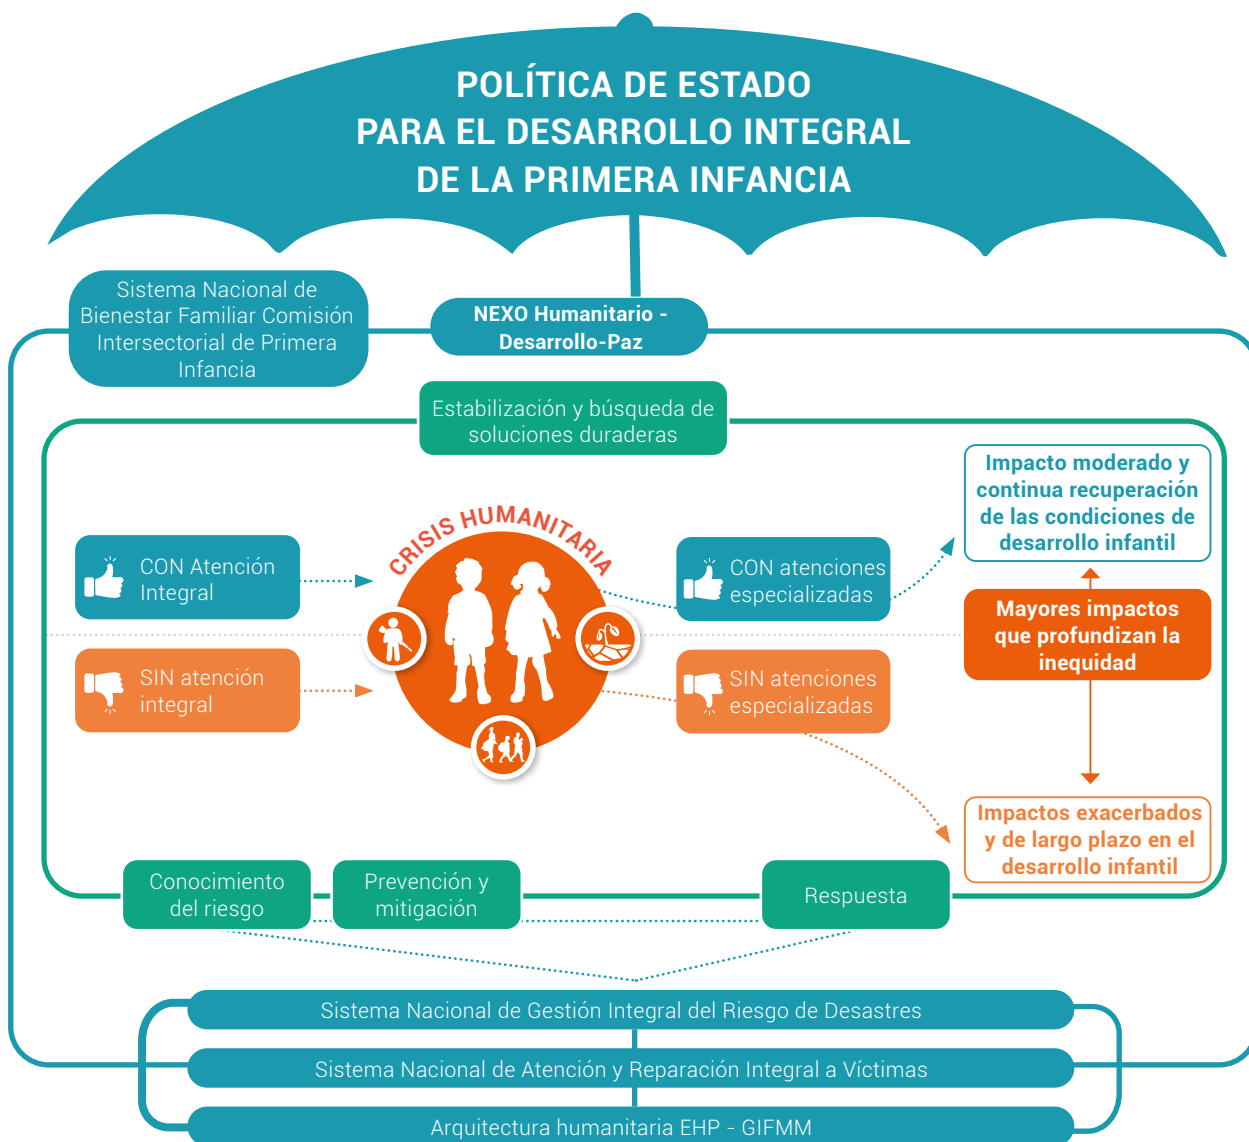 POLÍTICA DE ESTADO
PARA EL DESARROLLO INTEGRAL
DE LA PRIMERA INFANCIA
Sistema Nacional de
Bienestar Familiar Comisión
Intersectorial de Primera
Infancia
NEXO Humanitario -
Desarrollo-Paz
Estabilización y búsqueda de
soluciones duraderas
CON Atención
Integral
SIN atención
integral
CRISIS HUMANITARIA
CON atenciones
especializadas
SIN atenciones
especializadas
Impacto moderado y
continua recuperación
de las condiciones de
desarrollo infantil
Mayores impactos
que profundizan la
inequidad
Impactos exacerbados
y de largo plazo en el
desarrollo infantil
Conocimiento
del riesgo
Prevención y
mitigación
Respuesta
Sistema Nacional de Gestión Integral del Riesgo de Desastres
Sistema Nacional de Atención y Reparación Integral a Víctimas
Arquitectura humanitaria EHP - GIFMM